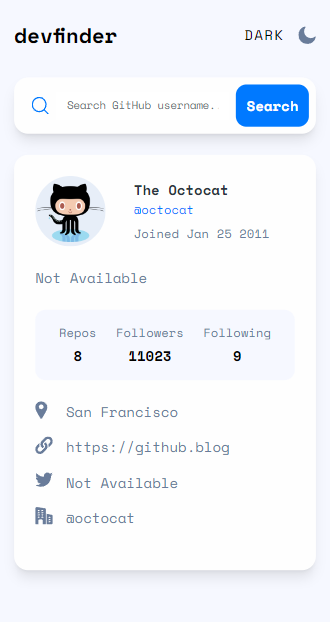 devfinder
DARK
Search GitHub username..
Search
The Octocat
@octocat
Joined Jan 25 2011
Not Available
Repos Followers Following
8 11023 9
San Francisco
https://github.blog
Not Available
@octocat